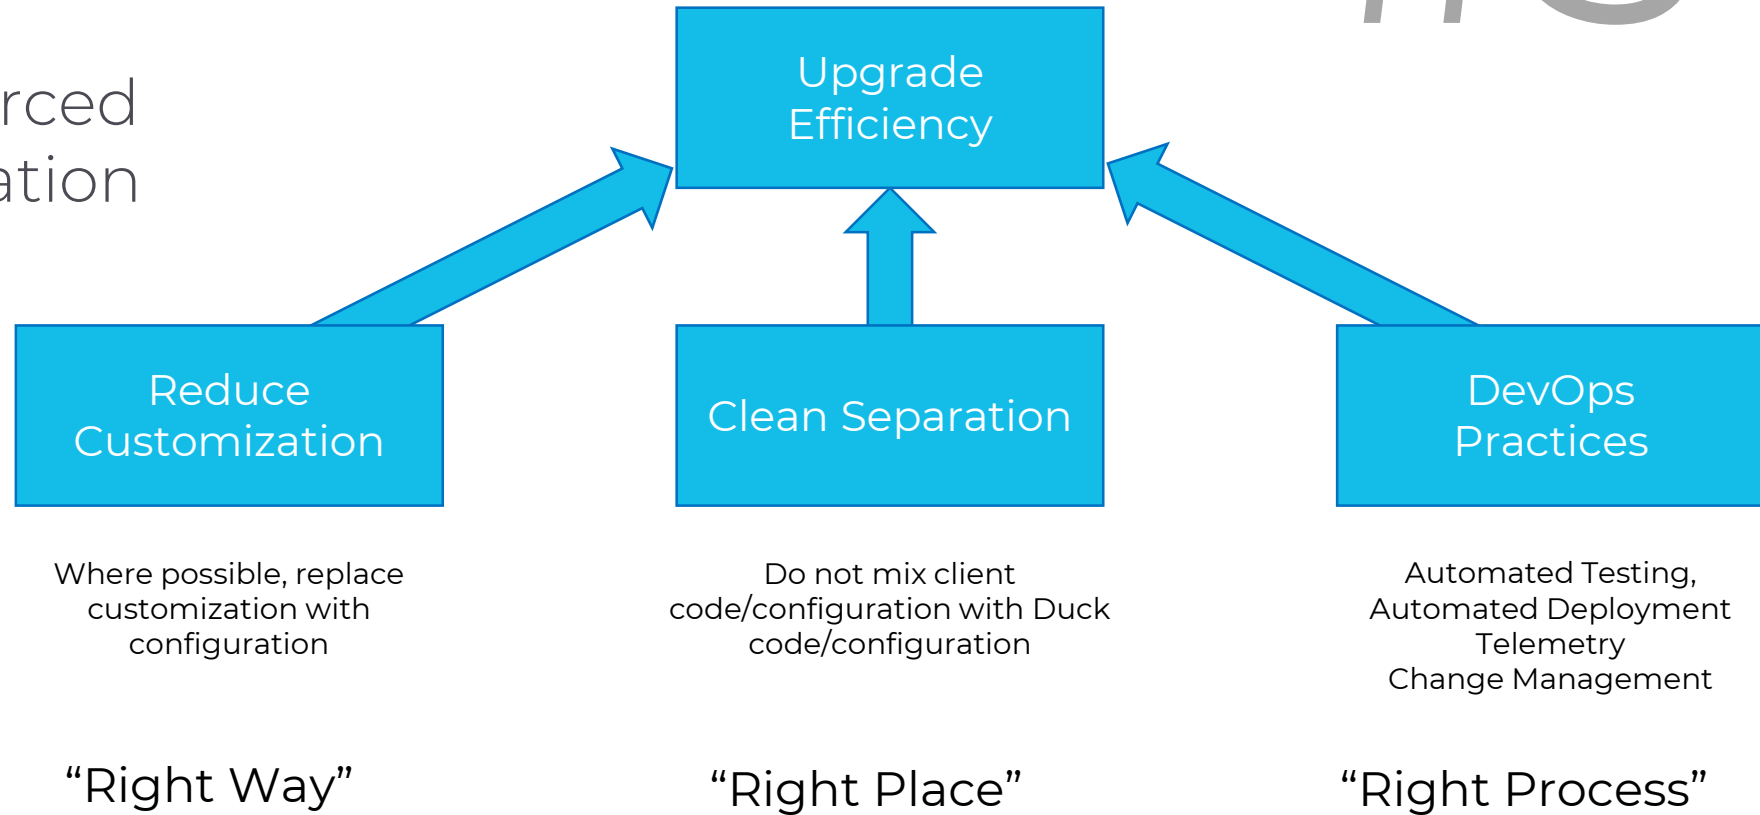 Upgrade
Efficiency
Reduce
Customization
Clean Separation
DevOps
Practices
Where possible, replace
customization with
configuration
Do not mix client
code/configuration with Duck
code/configuration
Automated Testing,
Automated Deployment
Telemetry
Change Management
“Right Way”
“Right Place”
“Right Process”